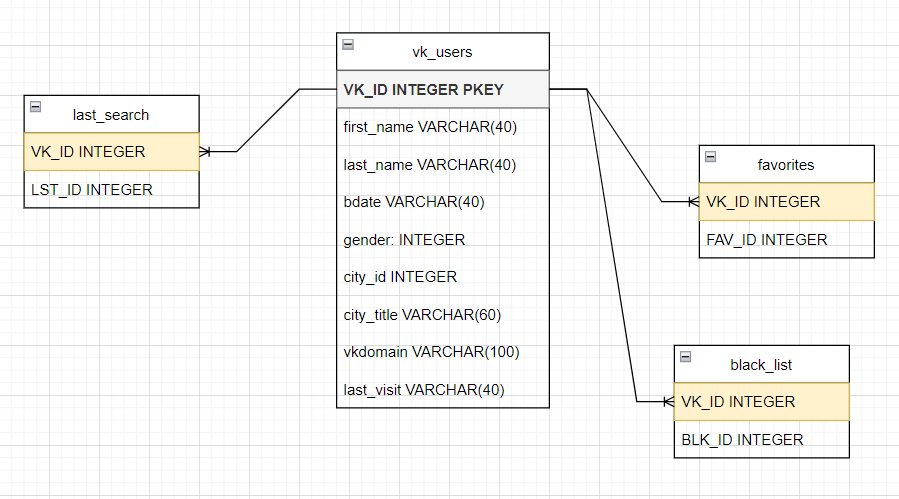 vk_users
VK_ID INTEGER PKEY
first_name VARCHAR(40)
last_name VARCHAR(40)
bdate VARCHAR(40)
gender: INTEGER
city_id INTEGER
city_title VARCHAR(60)
vkdomain VARCHAR(100)
last_visit VARCHAR(40)
last_search
VK_ID INTEGER
LST_ID INTEGER
favorites
VK_ID INTEGER
FAV_ID INTEGER
black_list
VK_ID INTEGER
BLK_ID INTEGER